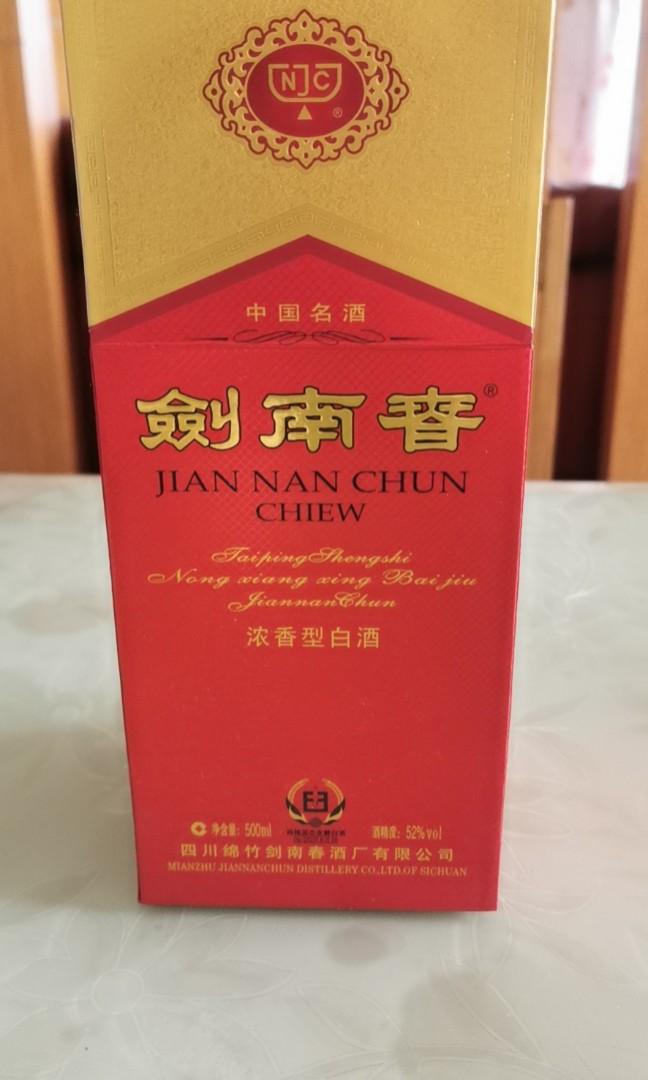 NJC
®
中国名酒
劍南春®
JIAN NAN CHUN
CHIEW
TaipingShengshi
Nong xiang xing Bai jiu
JiannanChun
浓香型白酒
净含量: 500ml
酒精度: 52%vol
四川绵竹剑南春酒厂有限公司
MIANZHU JIANNANCHUN DISTILLERY CO.,LTD.OF SICHUAN